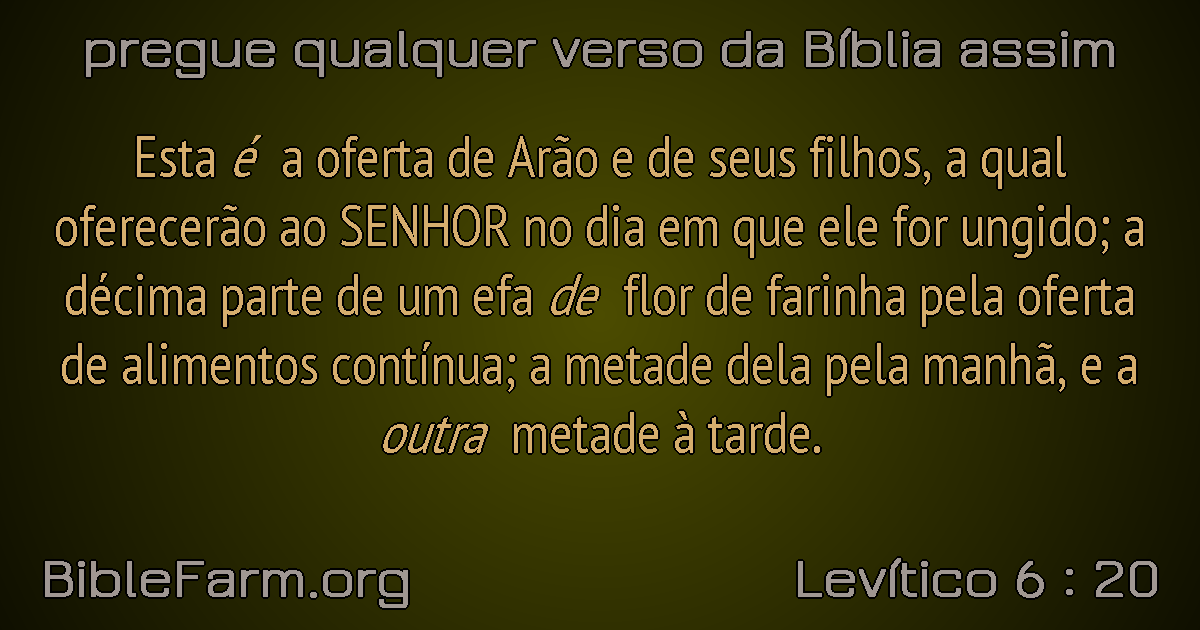 pregue qualquer verso da Bíblia assim
Esta é a oferta de Arão e de seus filhos, a qual
oferecerão ao SENHOR no dia em que ele for ungido; a
décima parte de um efa de flor de farinha pela oferta
de alimentos contínua; a metade dela pela manhã, e a
outra metade à tarde.
BibleFarm.org
Levítico 6 : 20